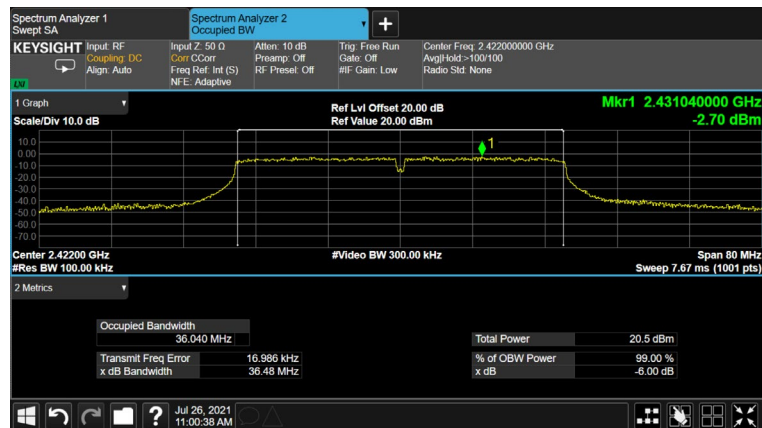 Spectrum Analyzer 1
Swept SA
Spectrum Analyzer 2
Occupied BW
KEYSIGHT
Input: RF
Coupling: DC
Align: Auto
Input Z: 50 Ω
Corr CCorr
Freq Ref: Int (S)
NFE: Adaptive
Atten: 10 dB
Preamp: Off
RF Presel: Off
Trig: Free Run
Gate: Off
#IF Gain: Low
Center Freq: 2.422000000 GHz
Avg|Hold:>100/100
Radio Std: None
LXI
1 Graph
Scale/Div 10.0 dB
Ref Lvl Offset 20.00 dB
Ref Value 20.00 dBm
Mkr1 2.431040000 GHz
-2.70 dBm
10.0
0.00
-10.0
-20.0
-30.0
-40.0
-50.0
-60.0
-70.0
1
Center 2.42200 GHz
#Res BW 100.00 kHz
#Video BW 300.00 kHz
Span 80 MHz
Sweep 7.67 ms (1001 pts)
2 Metrics
Occupied Bandwidth
36.040 MHz
Transmit Freq Error 16.986 kHz
x dB Bandwidth 36.48 MHz
Total Power 20.5 dBm
% of OBW Power 99.00 %
x dB -6.00 dB
Jul 26, 2021
11:00:38 AM